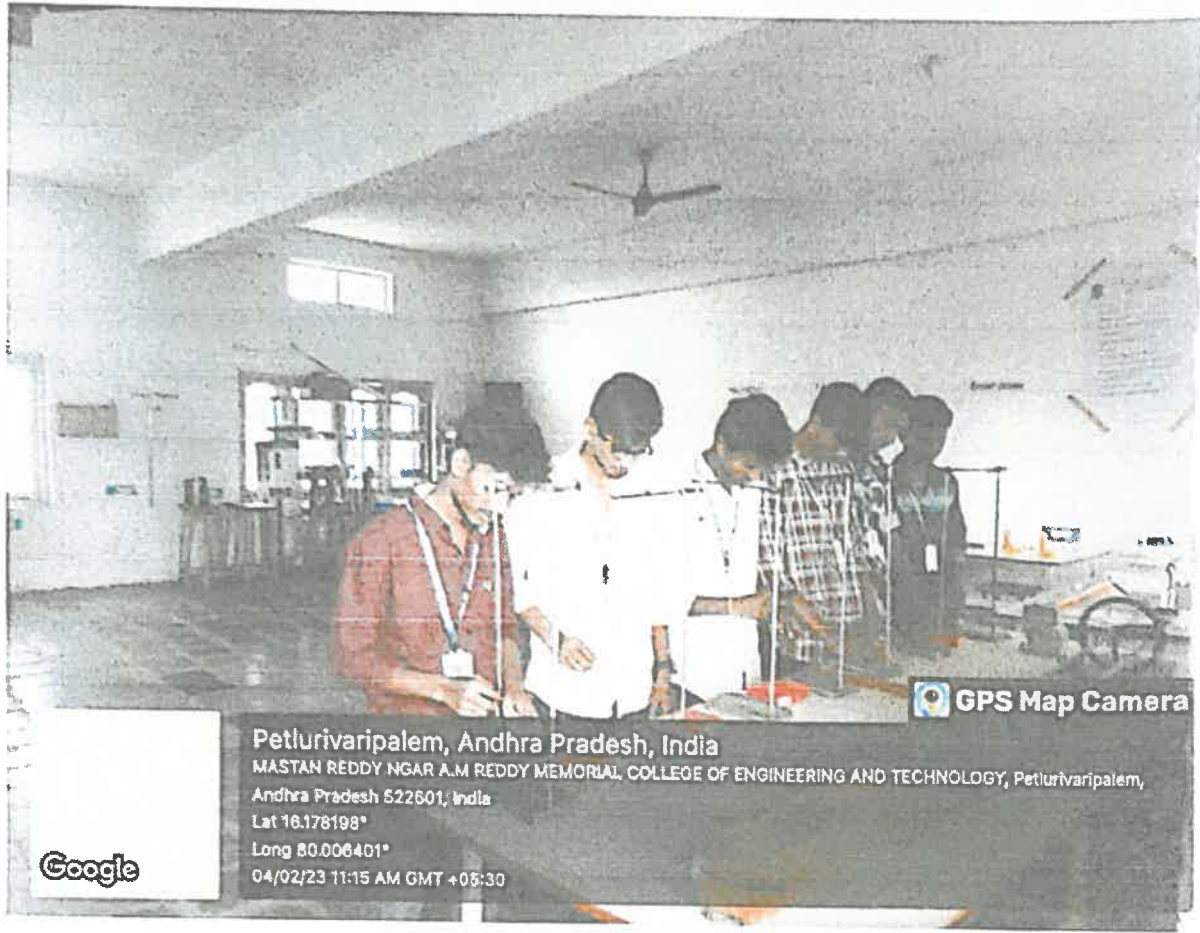 GPS Map Camera
Petlurivaripalem, Andhra Pradesh, India
MASTAN REDDY NGAR A.M REDDY MEMORIAL COLLEGE OF ENGINEERING AND TECHNOLOGY, Petlurivaripalem,
Andhra Pradesh 522601, India
Lat 16.178198°
Long 80.006401°
04/02/23 11:15 AM GMT +05:30
Google